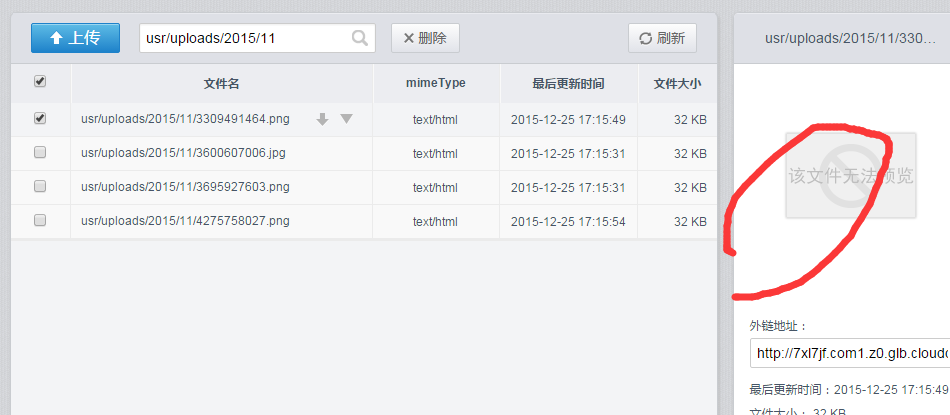 上传
usr/uploads/2015/11
删除
刷新
文件名 mimeType 最后更新时间 文件大小
usr/uploads/2015/11/3309491464.png text/html 2015-12-25 17:15:49 32 KB
usr/uploads/2015/11/3600607006.jpg text/html 2015-12-25 17:15:31 32 KB
usr/uploads/2015/11/3695927603.png text/html 2015-12-25 17:15:31 32 KB
usr/uploads/2015/11/4275758027.png text/html 2015-12-25 17:15:54 32 KB
usr/uploads/2015/11/330…
该文件无法预览
外链地址：
http://7xl7jf.com1.z0.glb.cloudc
最后更新时间：2015-12-25 17:15:49
文件大小： 32 KB